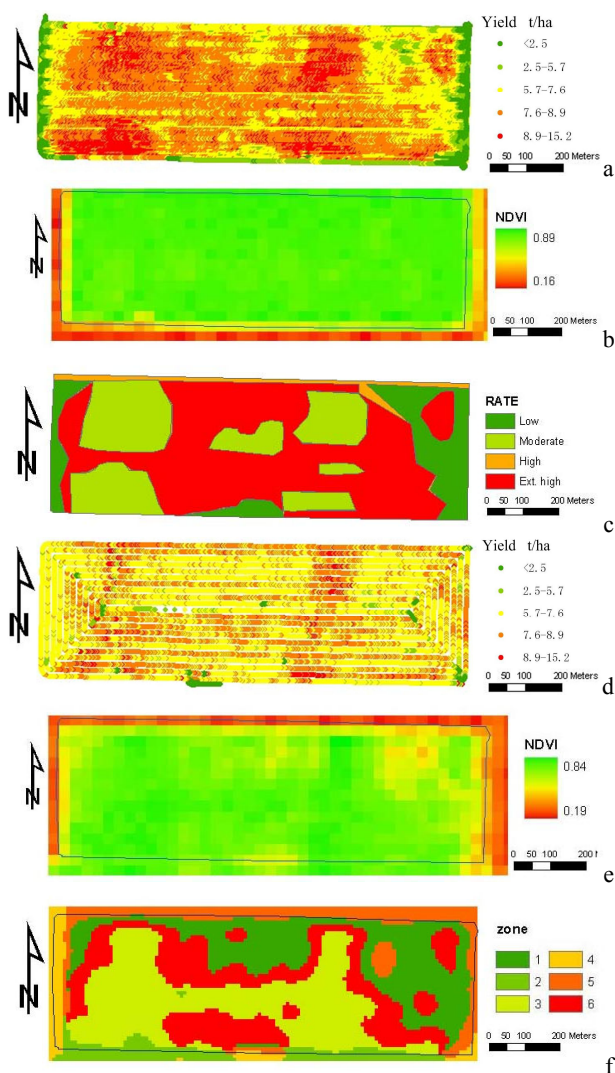 Yield t/ha
<2.5
2.5–5.7
5.7–7.6
7.6–8.9
8.9–15.2
N
0 50 100 200 Meters
a
NDVI
0.89
0.16
N
0 50 100 200 Meters
b
RATE
Low
Moderate
High
Ext. high
N
0 50 100 200 Meters
c
Yield t/ha
<2.5
2.5–5.7
5.7–7.6
7.6–8.9
8.9–15.2
N
0 50 100 200 Meters
d
NDVI
0.84
0.19
N
0 50 100 200
e
zone
1 4
2 5
3 6
N
0 50 100 200 Meters
f